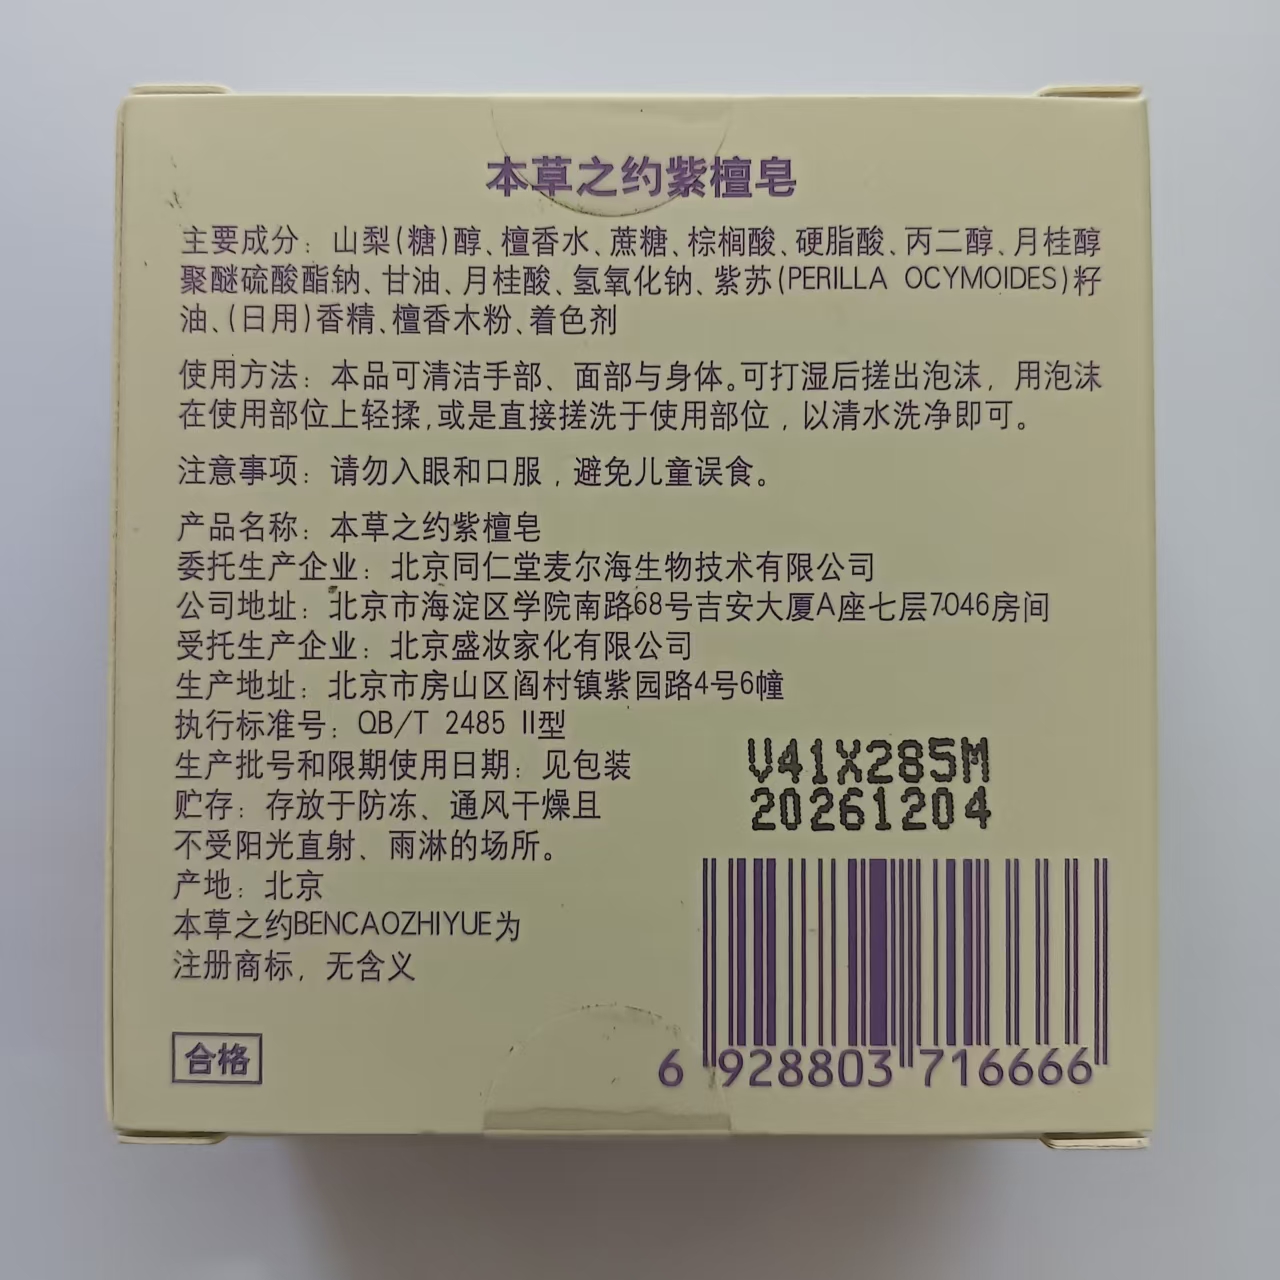 本草之约紫檀皂
主要成分：山梨(糖)醇、檀香水、蔗糖、棕榈酸、硬脂酸、丙二醇、月桂醇
聚醚硫酸酯钠、甘油、月桂酸、氢氧化钠、紫苏(PERILLA OCYMOIDES)籽
油、(日用)香精、檀香木粉、着色剂
使用方法：本品可清洁手部、面部与身体。可打湿后搓出泡沫，用泡沫
在使用部位上轻揉,或是直接搓洗于使用部位，以清水洗净即可。
注意事项：请勿入眼和口服，避免儿童误食。
产品名称：本草之约紫檀皂
委托生产企业：北京同仁堂麦尔海生物技术有限公司
公司地址：北京市海淀区学院南路68号吉安大厦A座七层7046房间
受托生产企业：北京盛妆家化有限公司
生产地址：北京市房山区阎村镇紫园路4号6幢
执行标准号：QB/T 2485 II型
生产批号和限期使用日期：见包装
贮存：存放于防冻、通风干燥且
不受阳光直射、雨淋的场所。
产地：北京
本草之约BENCAOZHIYUE为
注册商标，无含义
合格
V41X285M
20261204
6 928803 716666